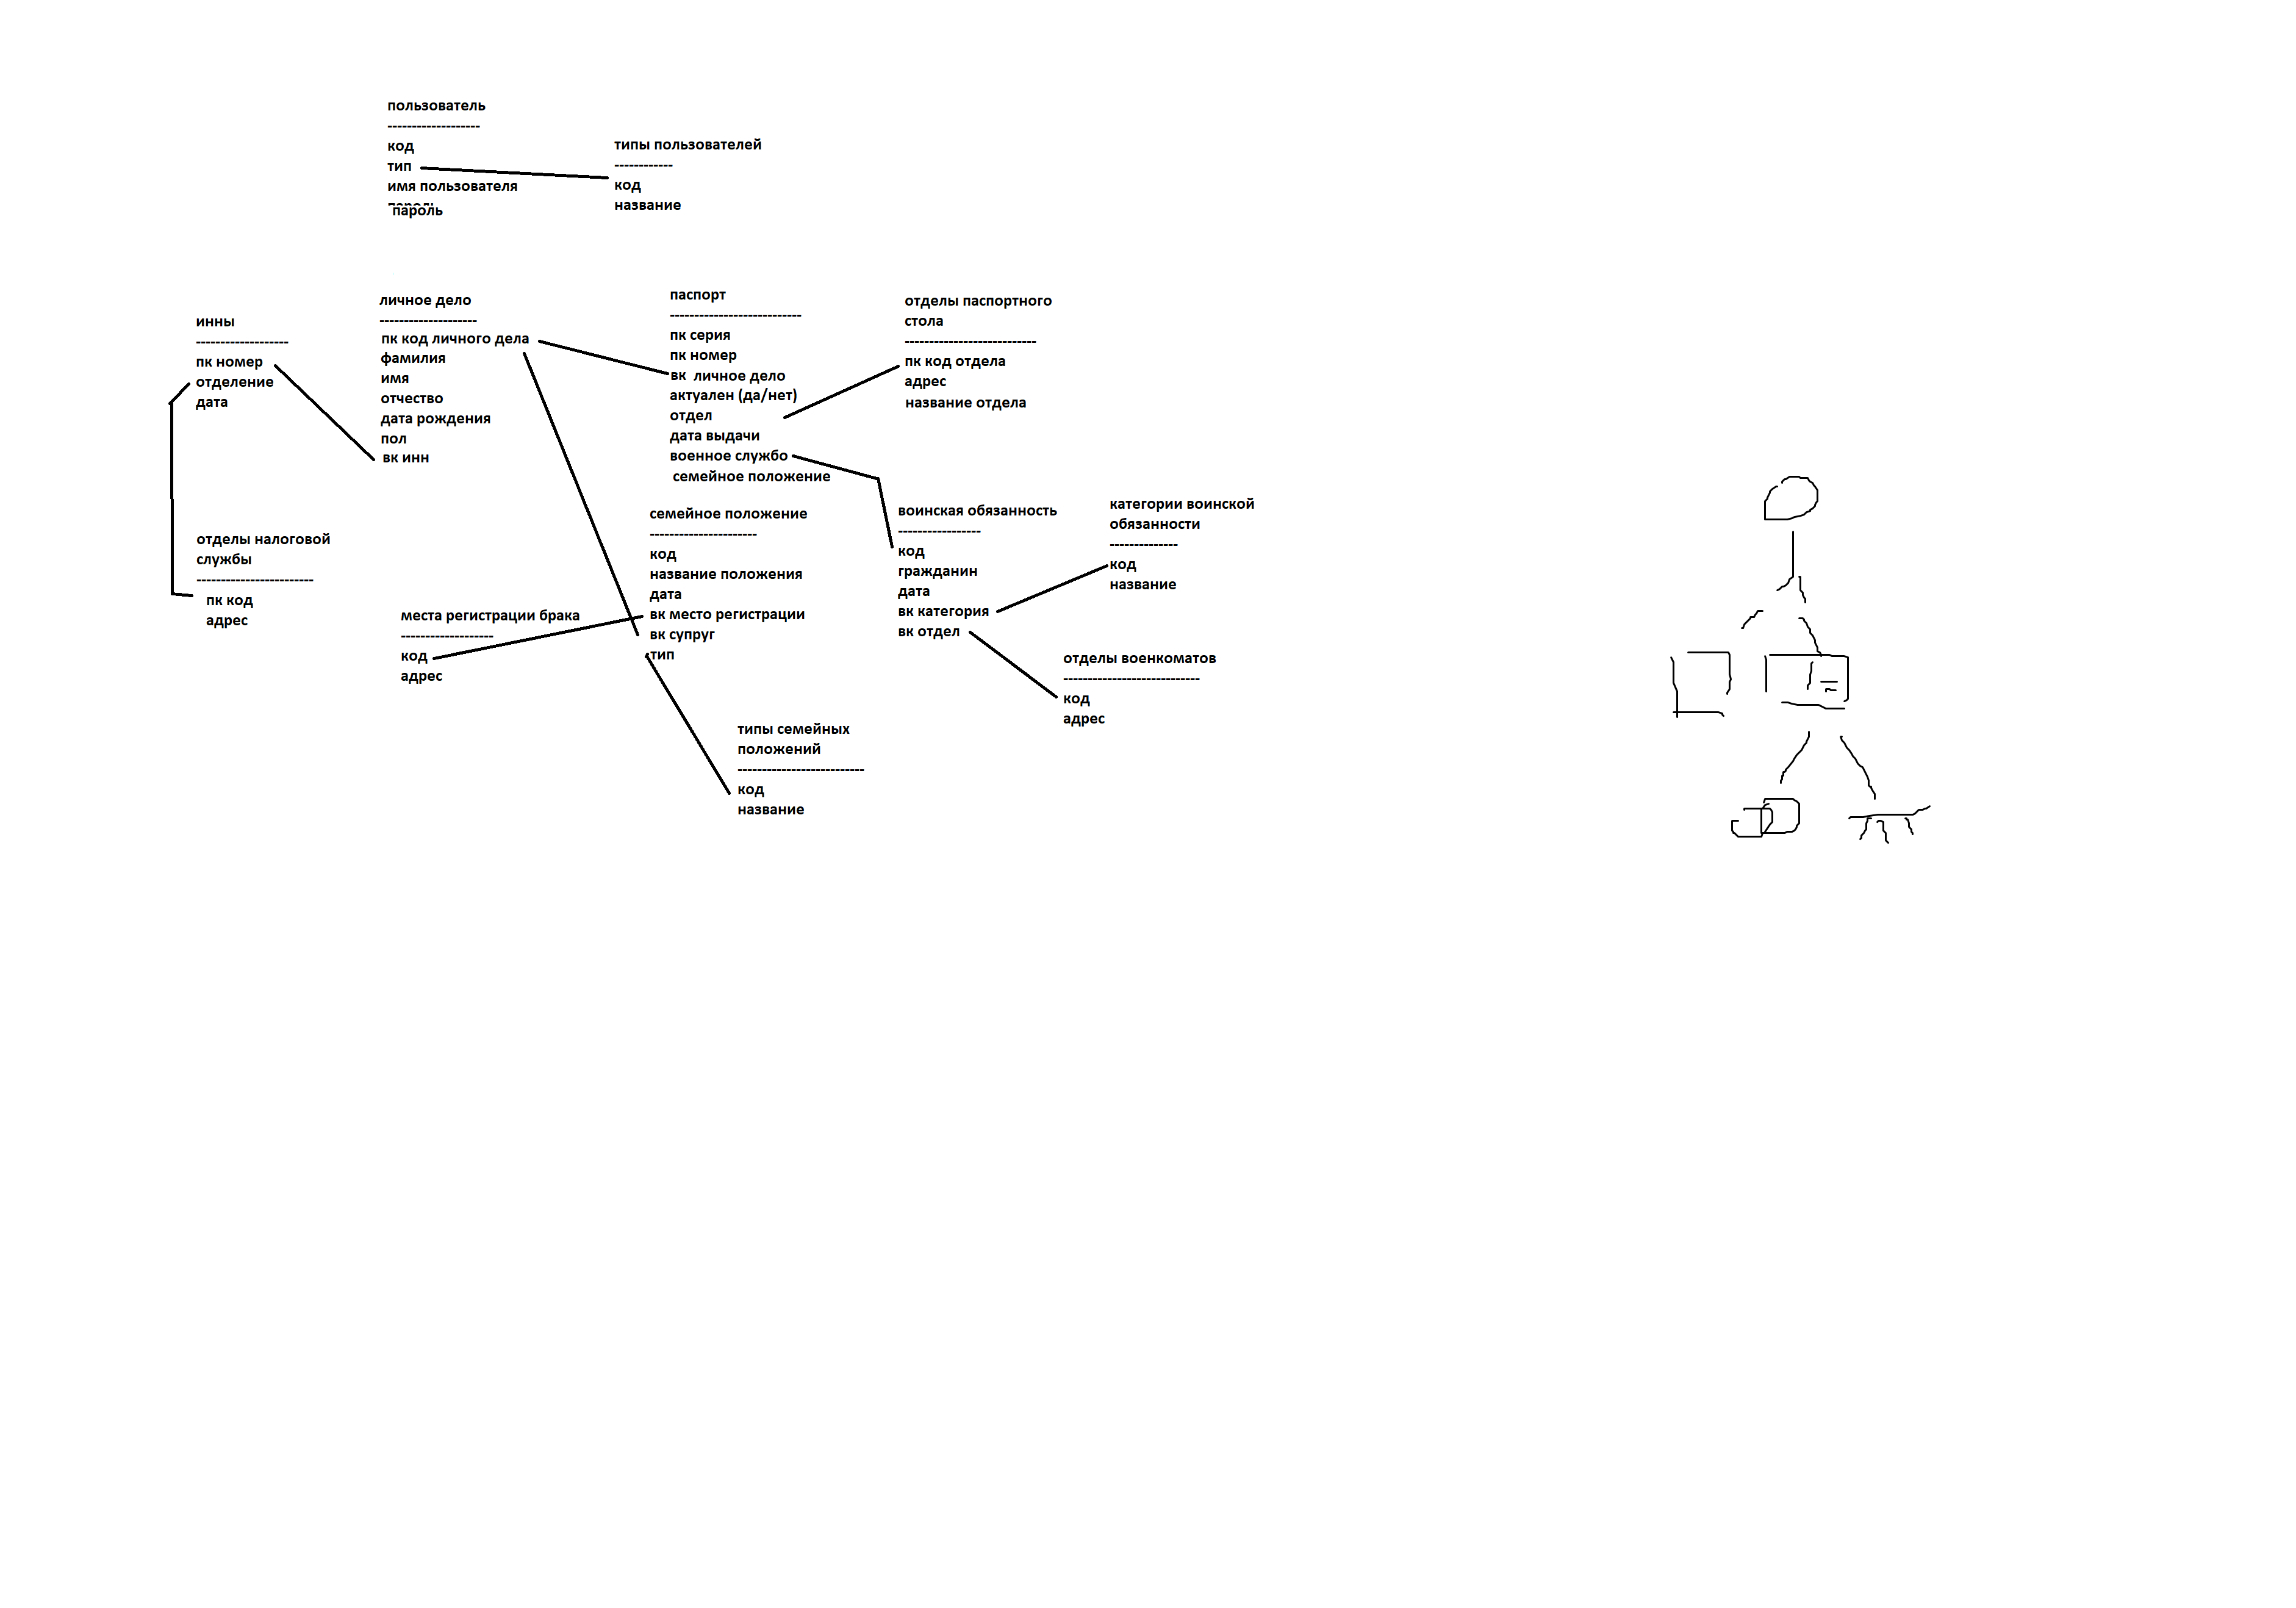 пользователь
-------------------
код
тип
имя пользователя
пароль
пароль
типы пользователей
------------
код
название
инны
-------------------
пк номер
отделение
дата
личное дело
--------------------
пк код личного дела
фамилия
имя
отчество
дата рождения
пол
вк инн
паспорт
---------------------------
пк серия
пк номер
вк личное дело
актуален (да/нет)
отдел
дата выдачи
военное службо
семейное положение
отделы паспортного
стола
---------------------------
пк код отдела
адрес
название отдела
отделы налоговой
службы
------------------------
пк код
адрес
места регистрации брака
-------------------
код
адрес
семейное положение
----------------------
код
название положения
дата
вк место регистрации
вк супруг
тип
воинская обязанность
-----------------
код
гражданин
дата
вк категория
вк отдел
категории воинской
обязанности
--------------
код
название
отделы военкоматов
----------------------------
код
адрес
типы семейных
положений
--------------------------
код
название